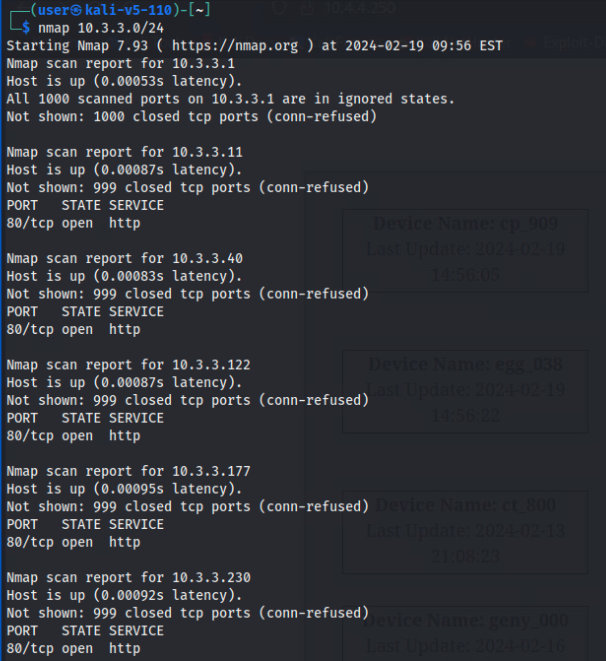 (user㉿kali-v5-110)-[~]
$ nmap 10.3.3.0/24
Starting Nmap 7.93 ( https://nmap.org ) at 2024-02-19 09:56 EST
Nmap scan report for 10.3.3.1
Host is up (0.00053s latency).
All 1000 scanned ports on 10.3.3.1 are in ignored states.
Not shown: 1000 closed tcp ports (conn-refused)
Nmap scan report for 10.3.3.11
Host is up (0.00087s latency).
Not shown: 999 closed tcp ports (conn-refused)
PORT   STATE SERVICE
80/tcp open  http
Nmap scan report for 10.3.3.40
Host is up (0.00083s latency).
Not shown: 999 closed tcp ports (conn-refused)
PORT   STATE SERVICE
80/tcp open  http
Nmap scan report for 10.3.3.122
Host is up (0.00087s latency).
Not shown: 999 closed tcp ports (conn-refused)
PORT   STATE SERVICE
80/tcp open  http
Nmap scan report for 10.3.3.177
Host is up (0.00095s latency).
Not shown: 999 closed tcp ports (conn-refused)
PORT   STATE SERVICE
80/tcp open  http
Nmap scan report for 10.3.3.230
Host is up (0.00092s latency).
Not shown: 999 closed tcp ports (conn-refused)
PORT   STATE SERVICE
80/tcp open  http
10.4.4.250
Device Name: cp_909
Last Update: 2024-02-19
14:56:05
Device Name: egg_038
Last Update: 2024-02-19
14:56:22
Device Name: ct_800
Last Update: 2024-02-13
21:08:23
Device Name: geny_000
Last Update: 2024-02-16